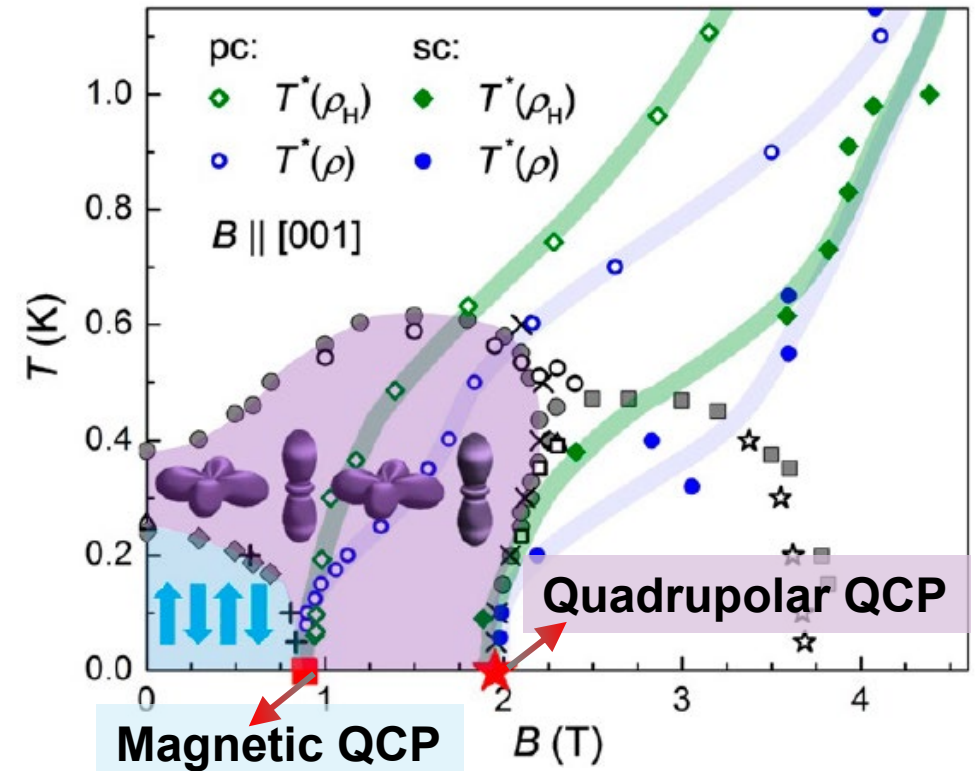 pc: sc:
T*(ρH) T*(ρH)
T*(ρ) T*(ρ)
B || [001]
T (K)
1.0
0.8
0.6
0.4
0.2
0.0
0 1 2 3 4
B (T)
Quadrupolar QCP
Magnetic QCP